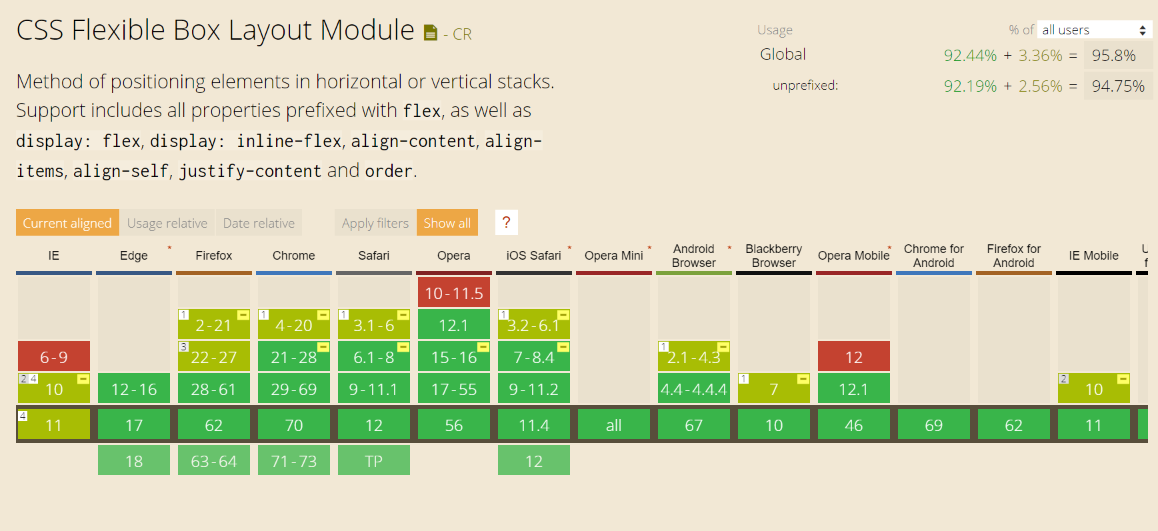 CSS Flexible Box Layout Module - CR
Usage % of all users
Global 92.44% + 3.36% = 95.8%
unprefixed: 92.19% + 2.56% = 94.75%
Method of positioning elements in horizontal or vertical stacks.
Support includes all properties prefixed with flex, as well as
display: flex, display: inline-flex, align-content, align-
items, align-self, justify-content and order.
Current aligned Usage relative Date relative Apply filters Show all ?
IE Edge * Firefox Chrome Safari Opera iOS Safari * Opera Mini * Android Browser * Blackberry Browser Opera Mobile * Chrome for Android Firefox for Android IE Mobile
10-11.5
1 2-21 1 4-20 1 3.1-6 12.1 1 3.2-6.1
6-9 3 22-27 21-28 6.1-8 15-16 7-8.4 1 2.1-4.3 12
2 4 10 12-16 28-61 29-69 9-11.1 17-55 9-11.2 4.4-4.4.4 1 7 12.1 2 10
4 11 17 62 70 12 56 11.4 all 67 10 46 69 62 11
18 63-64 71-73 TP 12